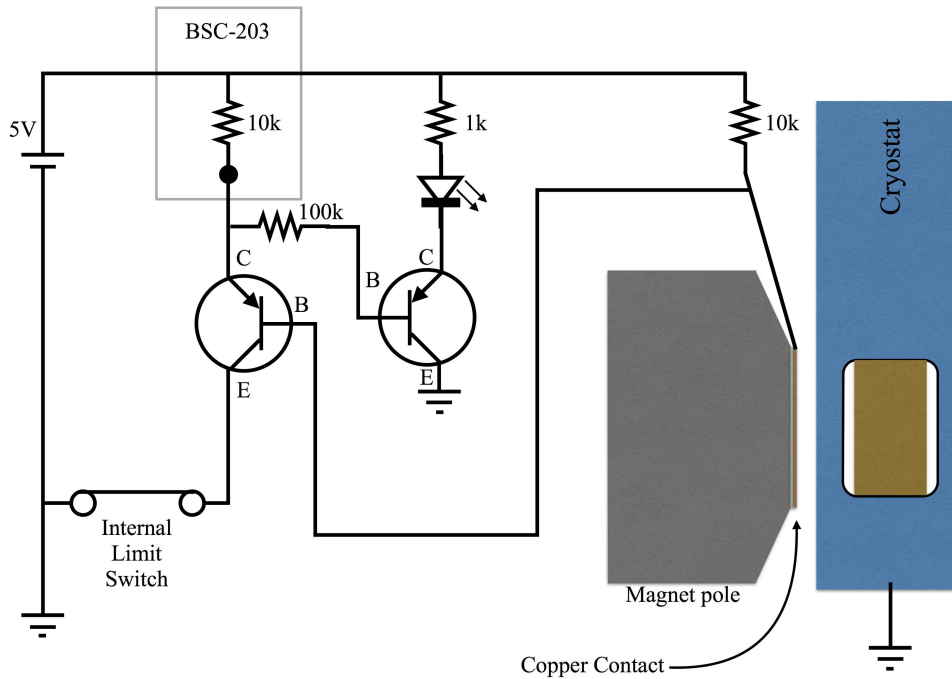 BSC-203
5V
10k
1k
10k
Cryostat
100k
C
C
B
B
E
E
Internal
Limit
Switch
Magnet pole
Copper Contact